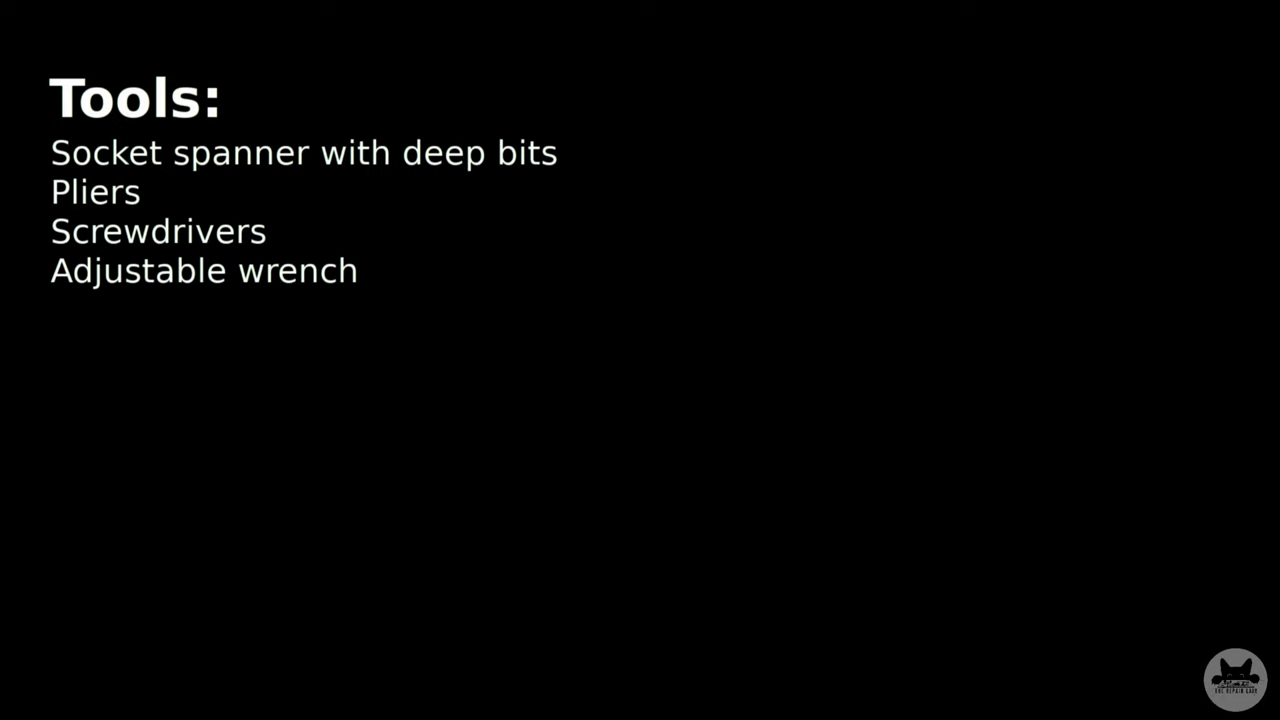 Tools:
Socket spanner with deep bits
Pliers
Screwdrivers
Adjustable wrench